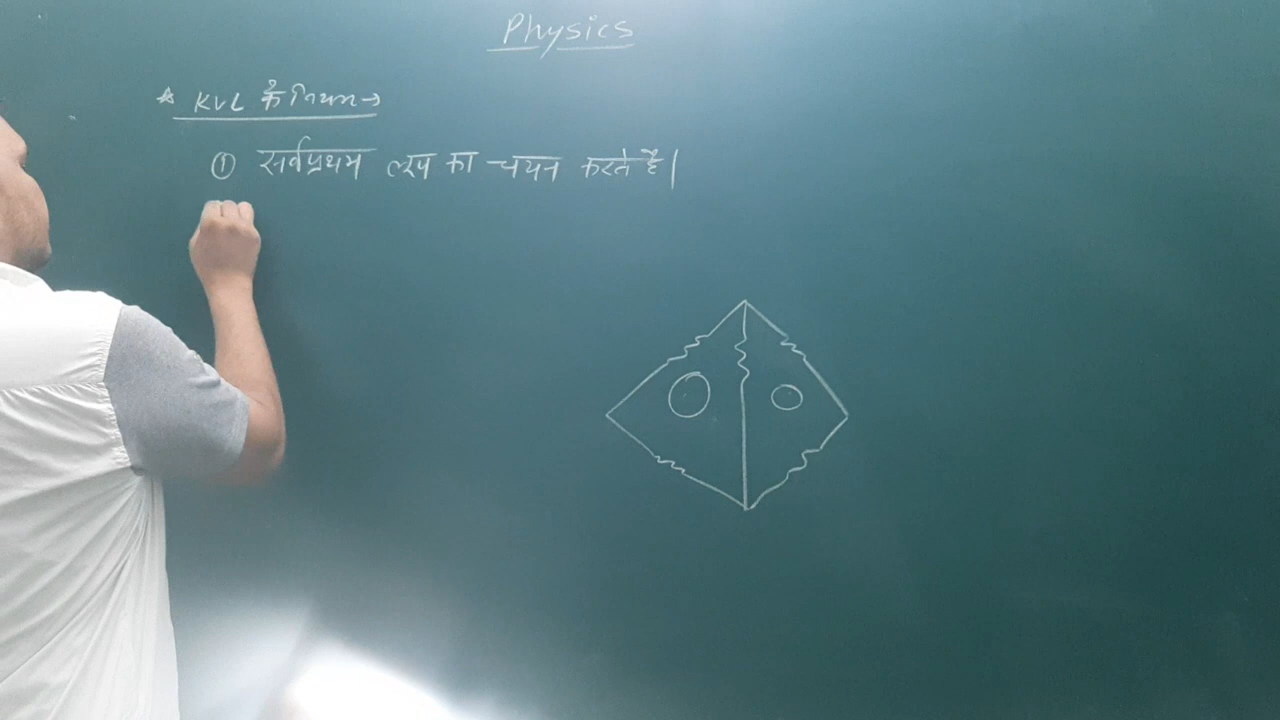 Physics
* KVL के नियम →
① सर्वप्रथम लूप का चयन करते है।